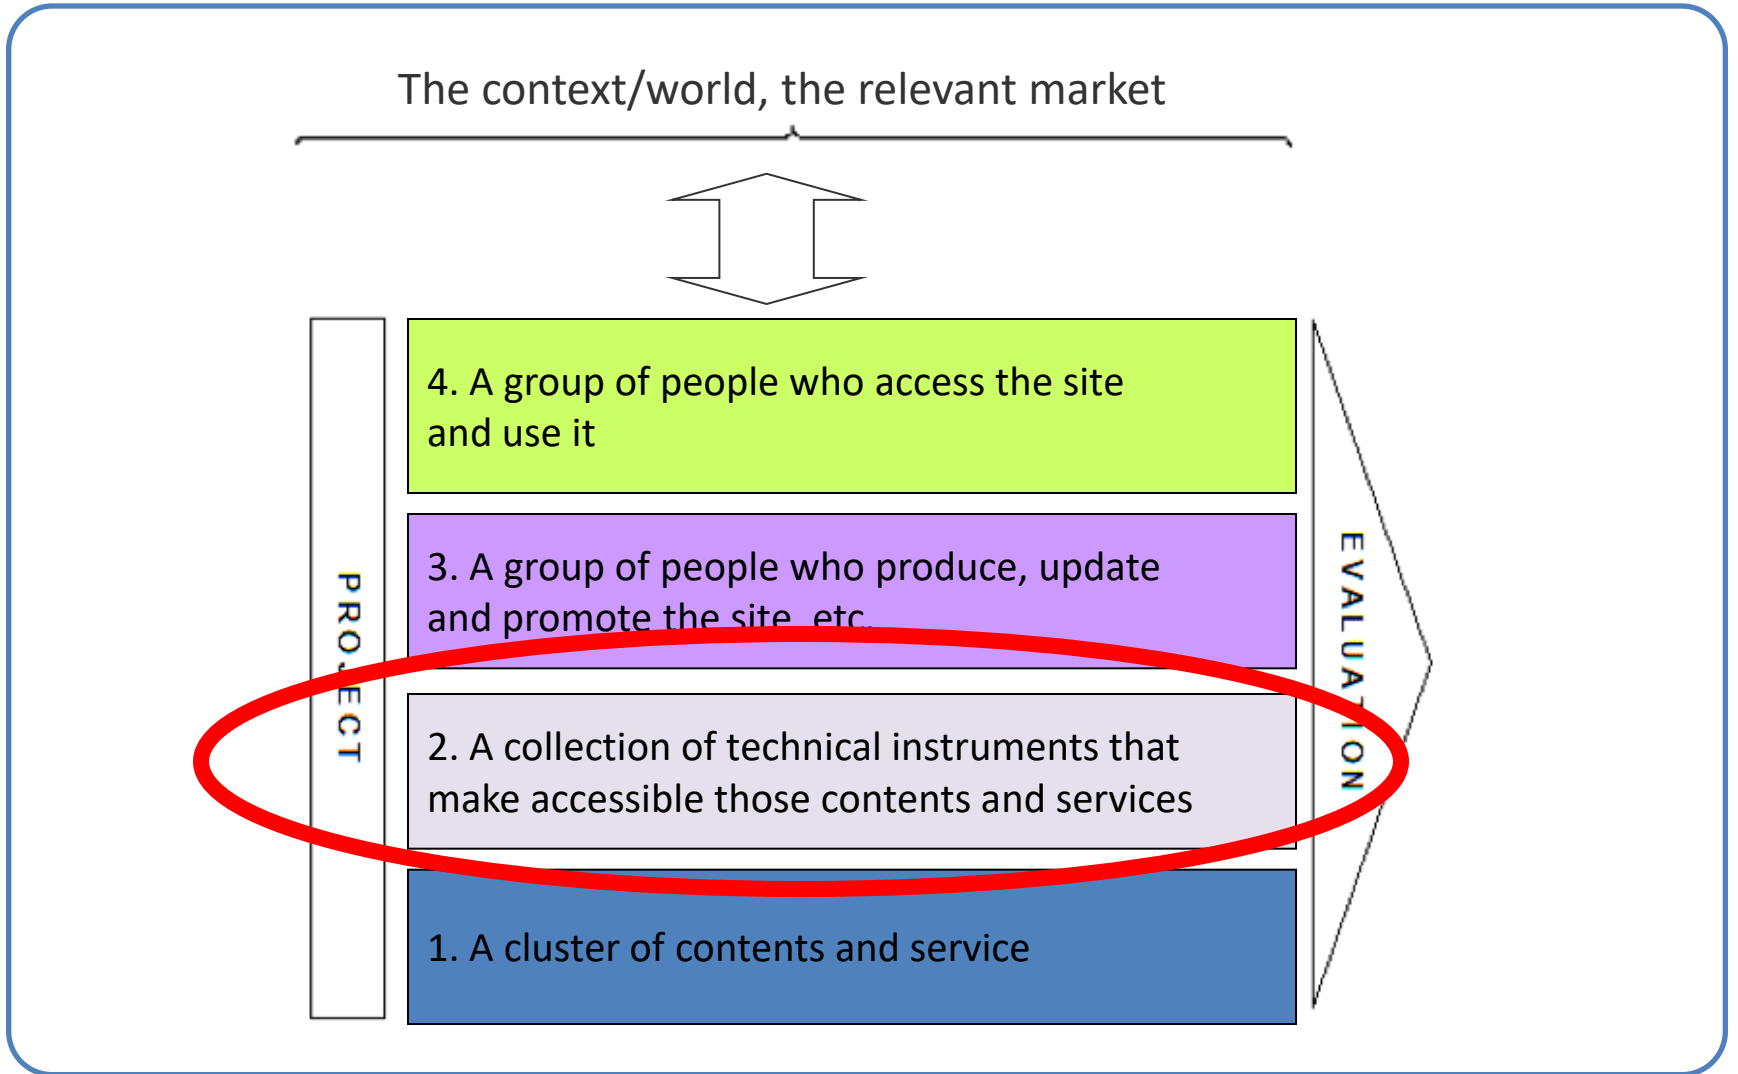 The context/world, the relevant market
PROJECT
4. A group of people who access the site
and use it
3. A group of people who produce, update
and promote the site, etc.
2. A collection of technical instruments that
make accessible those contents and services
1. A cluster of contents and service
EVALUATION